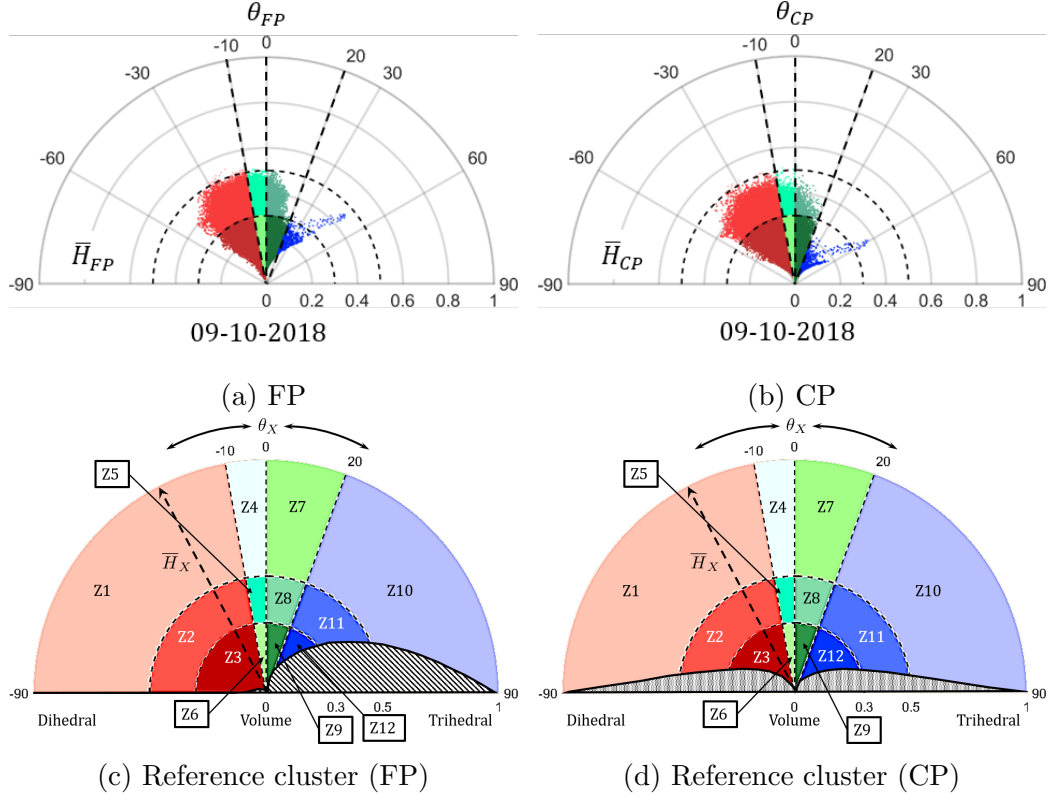 θ_FP
-10 0 20
-30 30
-60 60
H̅_FP
-90 90
0 0.2 0.4 0.6 0.8 1
09-10-2018
(a) FP
θ_CP
-10 0 20
-30 30
-60 60
H̅_CP
-90 90
0 0.2 0.4 0.6 0.8 1
09-10-2018
(b) CP
θ_X
-10 0 20
Z5
Z4 Z7
H̅_X
Z1 Z8 Z10
Z2 Z11
Z3
-90 90
Z6
0 0.3 0.5 1
Dihedral Volume Trihedral
Z9 Z12
(c) Reference cluster (FP)
θ_X
-10 0 20
Z5
Z4 Z7
H̅_X
Z1 Z8 Z10
Z2 Z11
Z3 Z12
-90 90
Z6
0 0.3 0.5 1
Dihedral Volume Trihedral
Z9
(d) Reference cluster (CP)